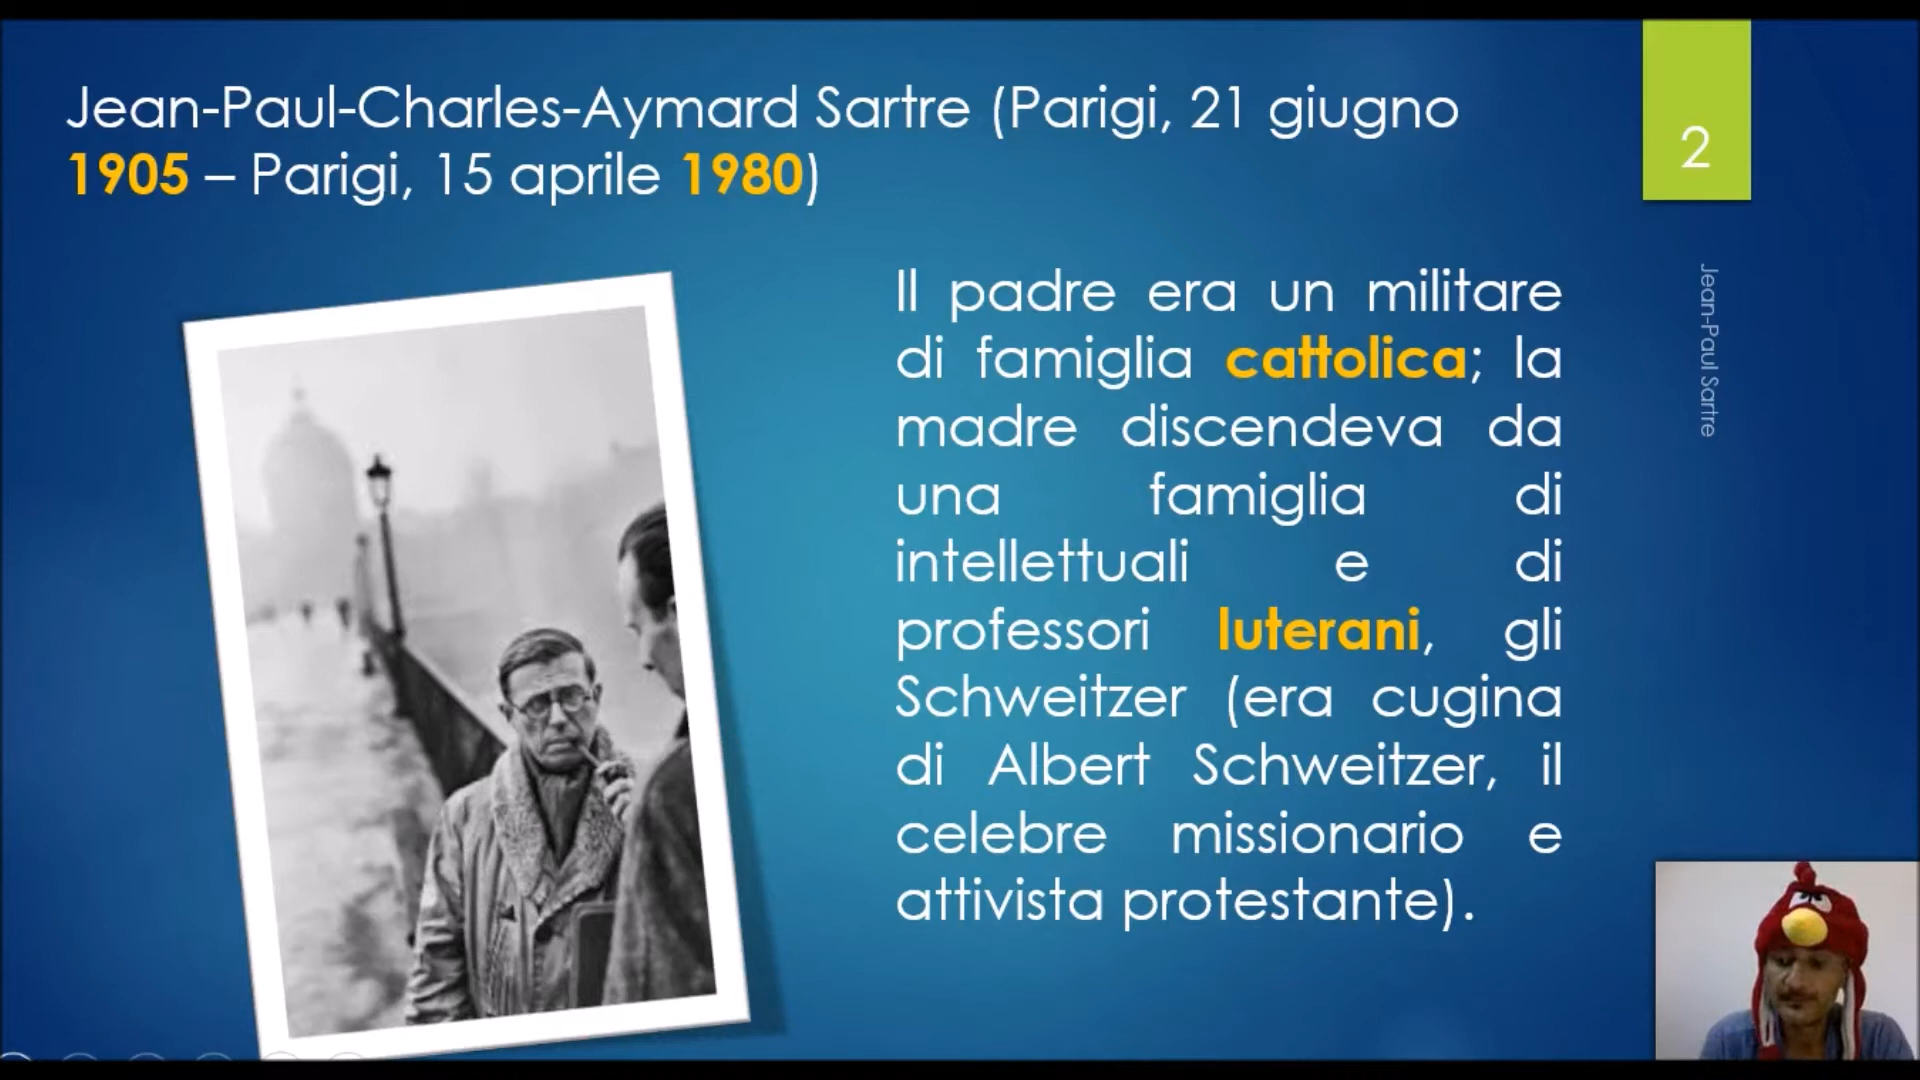 Jean-Paul-Charles-Aymard Sartre (Parigi, 21 giugno
1905 – Parigi, 15 aprile 1980)
2
Il padre era un militare
di famiglia cattolica; la
madre discendeva da
una famiglia di
intellettuali e di
professori luterani, gli
Schweitzer (era cugina
di Albert Schweitzer, il
celebre missionario e
attivista protestante).
Jean-Paul Sartre